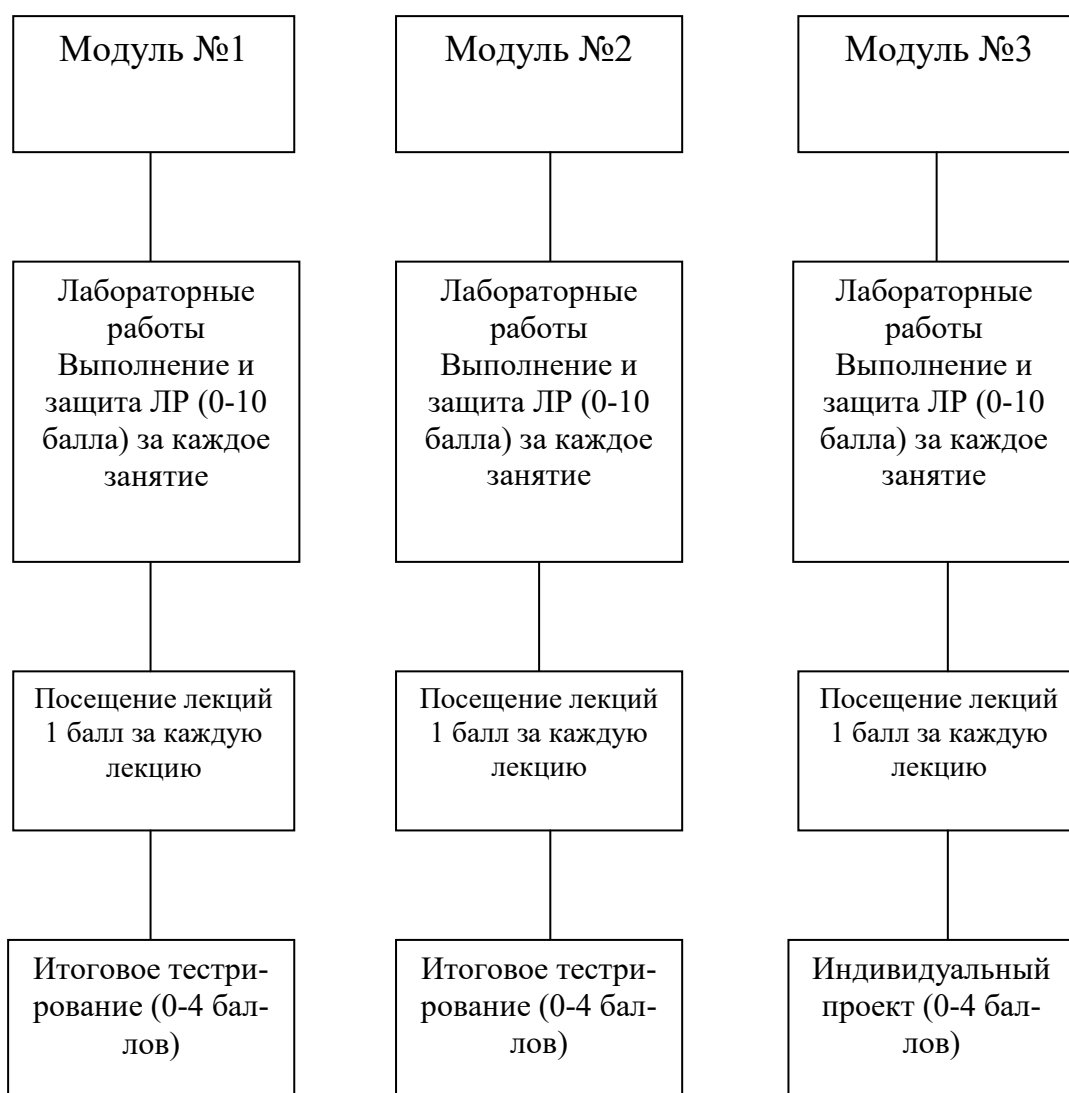 Модуль №1
Модуль №2
Модуль №3
Лабораторные
работы
Выполнение и
защита ЛР (0-10
балла) за каждое
занятие
Лабораторные
работы
Выполнение и
защита ЛР (0-10
балла) за каждое
занятие
Лабораторные
работы
Выполнение и
защита ЛР (0-10
балла) за каждое
занятие
Посещение лекций
1 балл за каждую
лекцию
Посещение лекций
1 балл за каждую
лекцию
Посещение лекций
1 балл за каждую
лекцию
Итоговое тестри-
рование (0-4 бал-
лов)
Итоговое тестри-
рование (0-4 бал-
лов)
Индивидуальный
проект (0-4 бал-
лов)